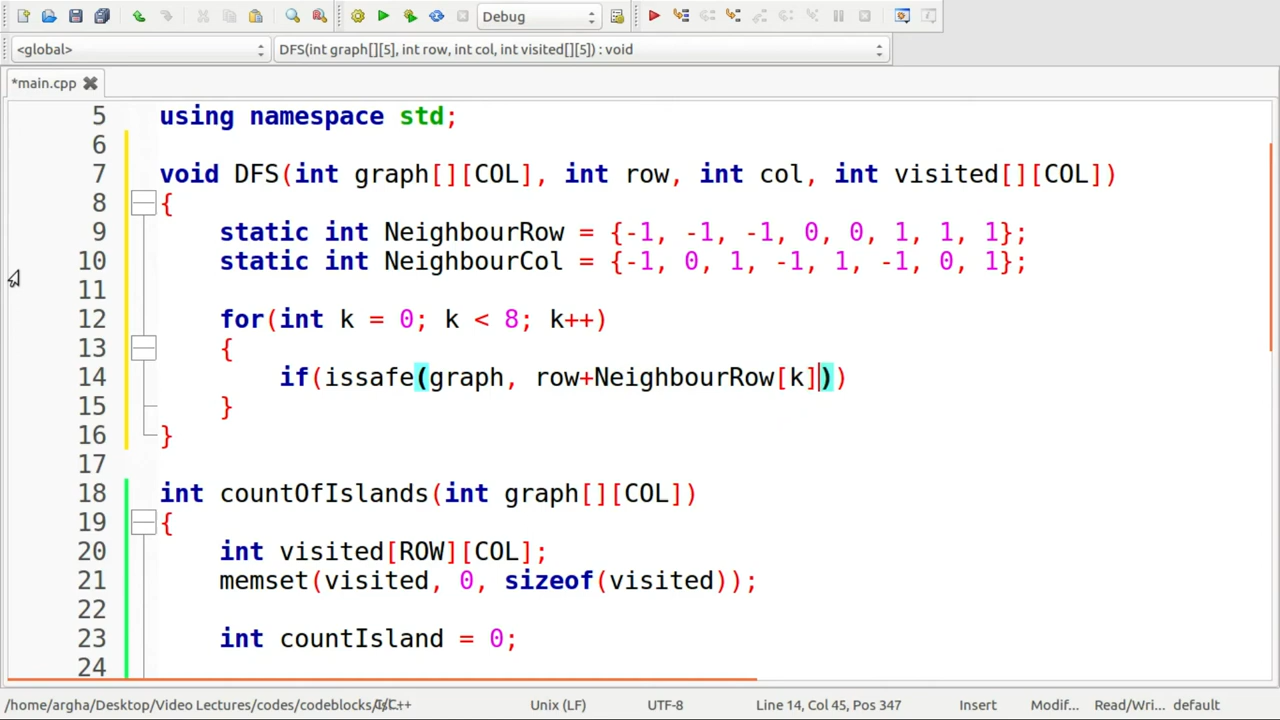 Debug
<global>
DFS(int graph[][5], int row, int col, int visited[][5]) : void
*main.cpp
5 using namespace std;
6
7 void DFS(int graph[][COL], int row, int col, int visited[][COL])
8 {
9 static int NeighbourRow = {-1, -1, -1, 0, 0, 1, 1, 1};
10 static int NeighbourCol = {-1, 0, 1, -1, 1, -1, 0, 1};
11
12 for(int k = 0; k < 8; k++)
13 {
14 if(issafe(graph, row+NeighbourRow[k]))
15 }
16 }
17
18 int countOfIslands(int graph[][COL])
19 {
20 int visited[ROW][COL];
21 memset(visited, 0, sizeof(visited));
22
23 int countIsland = 0;
24
/home/argha/Desktop/Video Lectures/codes/codeblocks/ C/C++ Unix (LF) UTF-8 Line 14, Col 45, Pos 347 Insert Modif... Read/Wri... default